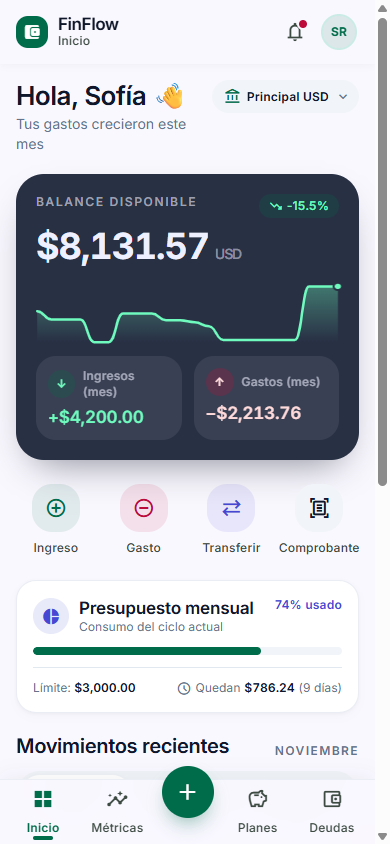 FinFlow
Inicio
SR
Hola, Sofía 👋
Principal USD
Tus gastos crecieron este
mes
BALANCE DISPONIBLE
-15.5%
$8,131.57 USD
Ingresos
(mes)
+$4,200.00
Gastos (mes)
−$2,213.76
Ingreso
Gasto
Transferir
Comprobante
Presupuesto mensual
74% usado
Consumo del ciclo actual
Límite: $3,000.00
Quedan $786.24 (9 días)
Movimientos recientes
NOVIEMBRE
Inicio
Métricas
Planes
Deudas